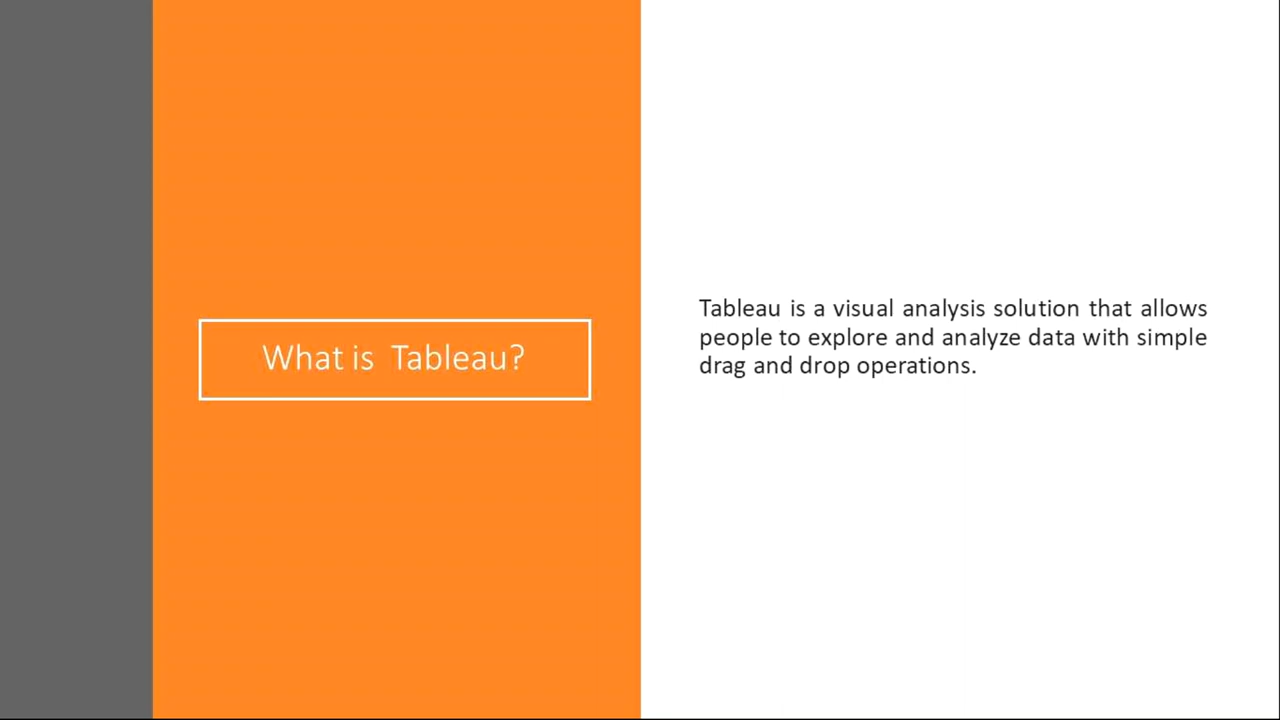 What is Tableau?
Tableau is a visual analysis solution that allows
people to explore and analyze data with simple
drag and drop operations.